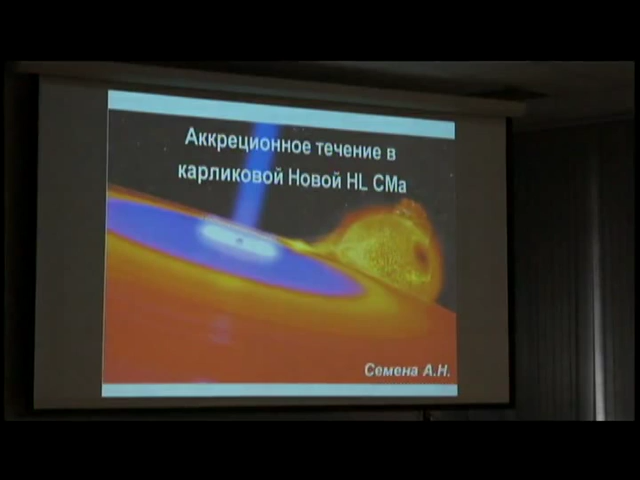 Аккреционное течение в
карликовой Новой HL CMa
Семена А.Н.